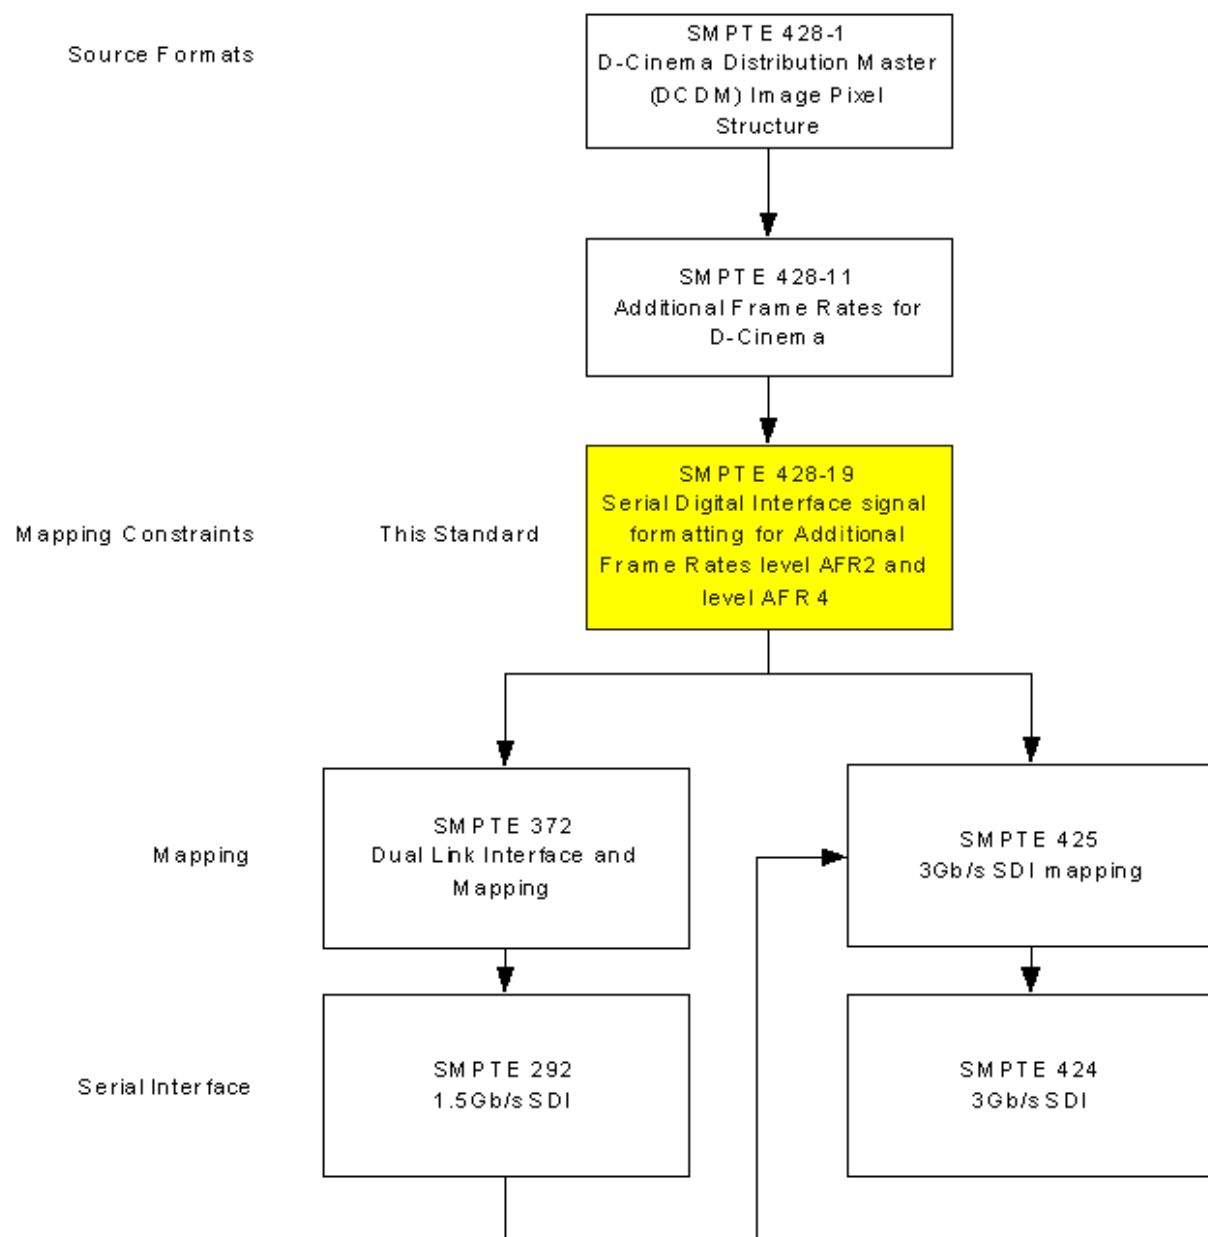 Source Formats
SMPTE 428-1
D-Cinema Distribution Master
(DCDM) Image Pixel
Structure
SMPTE 428-11
Additional Frame Rates for
D-Cinema
Mapping Constraints
This Standard
SMPTE 428-19
Serial Digital Interface signal
formatting for Additional
Frame Rates level AFR2 and
level AFR 4
Mapping
SMPTE 372
Dual Link Interface and
Mapping
SMPTE 425
3Gb/s SDI mapping
Serial Interface
SMPTE 292
1.5Gb/s SDI
SMPTE 424
3Gb/s SDI